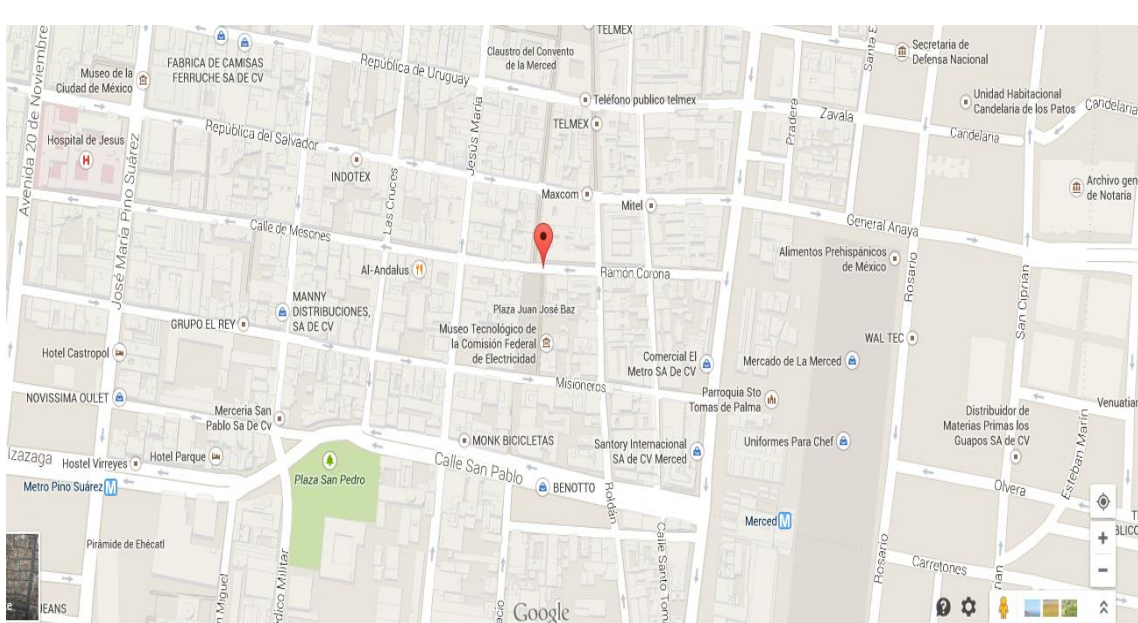 TELMEX
Avenida 20 de Noviembre
Museo de la
Ciudad de México
FABRICA DE CAMISAS
FERRUCHE SA DE CV
República de Uruguay
Claustro del Convento
de la Merced
Santa E
Secretaria de
Defensa Nacional
Teléfono publico telmex
TELMEX
Pradera
Zavala
Unidad Habitacional
Candelaria de los Patos
Candelaria
Candelaria
Hospital de Jesus
H
República del Salvador
INDOTEX
Jesús María
José María Pino Suárez
Las Cruces
Maxcom
Mitel
Archivo gen
de Notaría
General Anaya
Calle de Mesones
Al-Andalus
Ramón Corona
Alimentos Prehispánicos
de México
Rosario
San Ciprian
MANNY
DISTRIBUCIONES,
SA DE CV
Plaza Juan José Baz
GRUPO EL REY
Museo Tecnológico de
la Comisión Federal
de Electricidad
WAL TEC
Hotel Castropol
Comercial El
Metro SA De CV
Mercado de La Merced
Misioneros
NOVISSIMA OULET
Merceria San
Pablo Sa De Cv
Parroquia Sto
Tomas de Palma
Distribuidor de
Materias Primas los
Guapos SA de CV
Venuatian
MONK BICICLETAS
Santory Internacional
SA de CV Merced
Uniformes Para Chef
Izazaga
Hostel Virreyes
Hotel Parque
Calle San Pablo
Esteban Marín
Metro Pino Suárez
M
Plaza San Pedro
BENOTTO
Roldán
Olvera
Merced
M
Pirámide de Ehécatl
Calle Santo Toma
Rosario
Carretones
BLICO
rian
n Miguel
dico Militar
acio
JEANS
Google